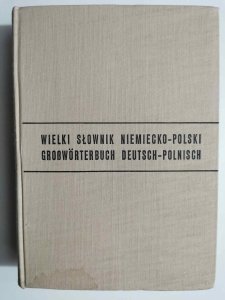 WIELKI SŁOWNIK NIEMIECKO-POLSKI
GROßWÖRTERBUCH DEUTSCH-POLNISCH